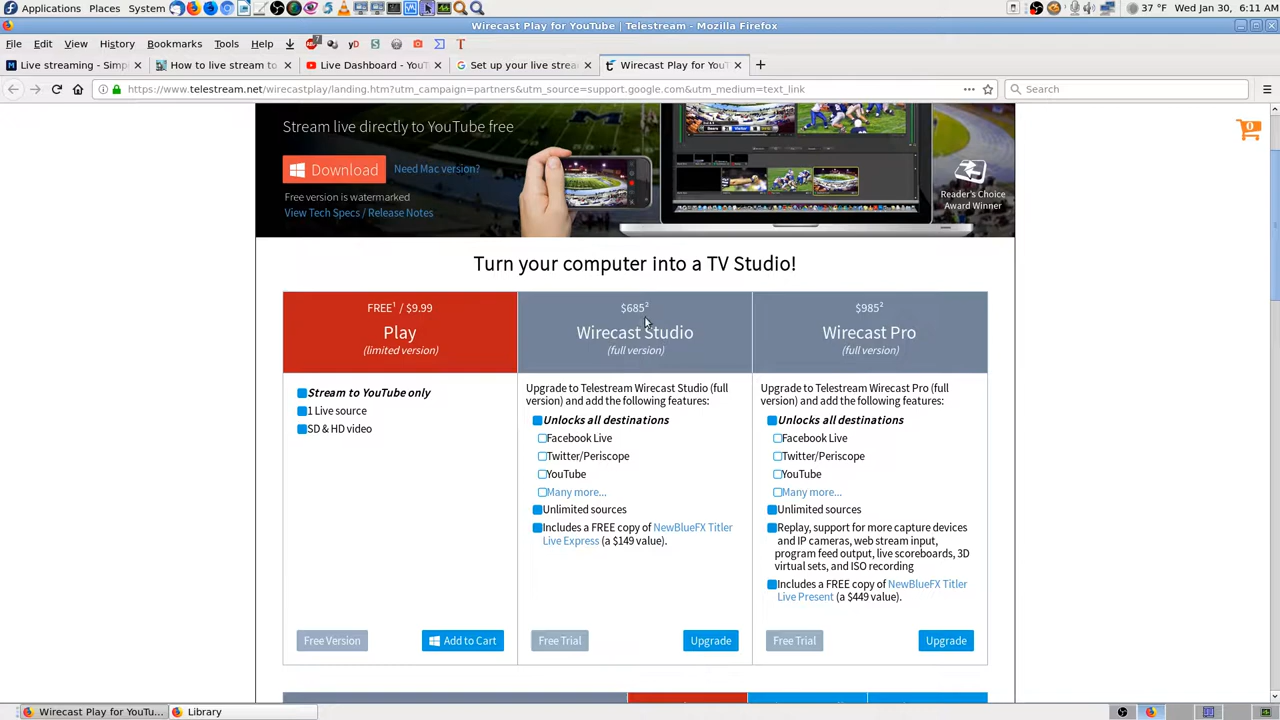 Applications Places System 37 °F Wed Jan 30, 6:11 AM
Wirecast Play for YouTube | Telestream - Mozilla Firefox
File Edit View History Bookmarks Tools Help
Live streaming - Simpl
How to live stream to
Live Dashboard - YouT
Set up your live strea
Wirecast Play for YouT
https://www.telestream.net/wirecastplay/landing.htm?utm_campaign=partners&utm_source=support.google.com&utm_medium=text_link
Search
0
Stream live directly to YouTube free
Download Need Mac version?
Free version is watermarked
View Tech Specs / Release Notes
Reader's Choice
Award Winner
Turn your computer into a TV Studio!
FREE¹ / $9.99
Play
(limited version)
Stream to YouTube only
1 Live source
SD & HD video
Free Version Add to Cart
$685²
Wirecast Studio
(full version)
Upgrade to Telestream Wirecast Studio (full
version) and add the following features:
Unlocks all destinations
Facebook Live
Twitter/Periscope
YouTube
Many more...
Unlimited sources
Includes a FREE copy of NewBlueFX Titler
Live Express (a $149 value).
Free Trial Upgrade
$985²
Wirecast Pro
(full version)
Upgrade to Telestream Wirecast Pro (full
version) and add the following features:
Unlocks all destinations
Facebook Live
Twitter/Periscope
YouTube
Many more...
Unlimited sources
Replay, support for more capture devices
and IP cameras, web stream input,
program feed output, live scoreboards, 3D
virtual sets, and ISO recording
Includes a FREE copy of NewBlueFX Titler
Live Present (a $449 value).
Free Trial Upgrade
Wirecast Play for YouTu... Library